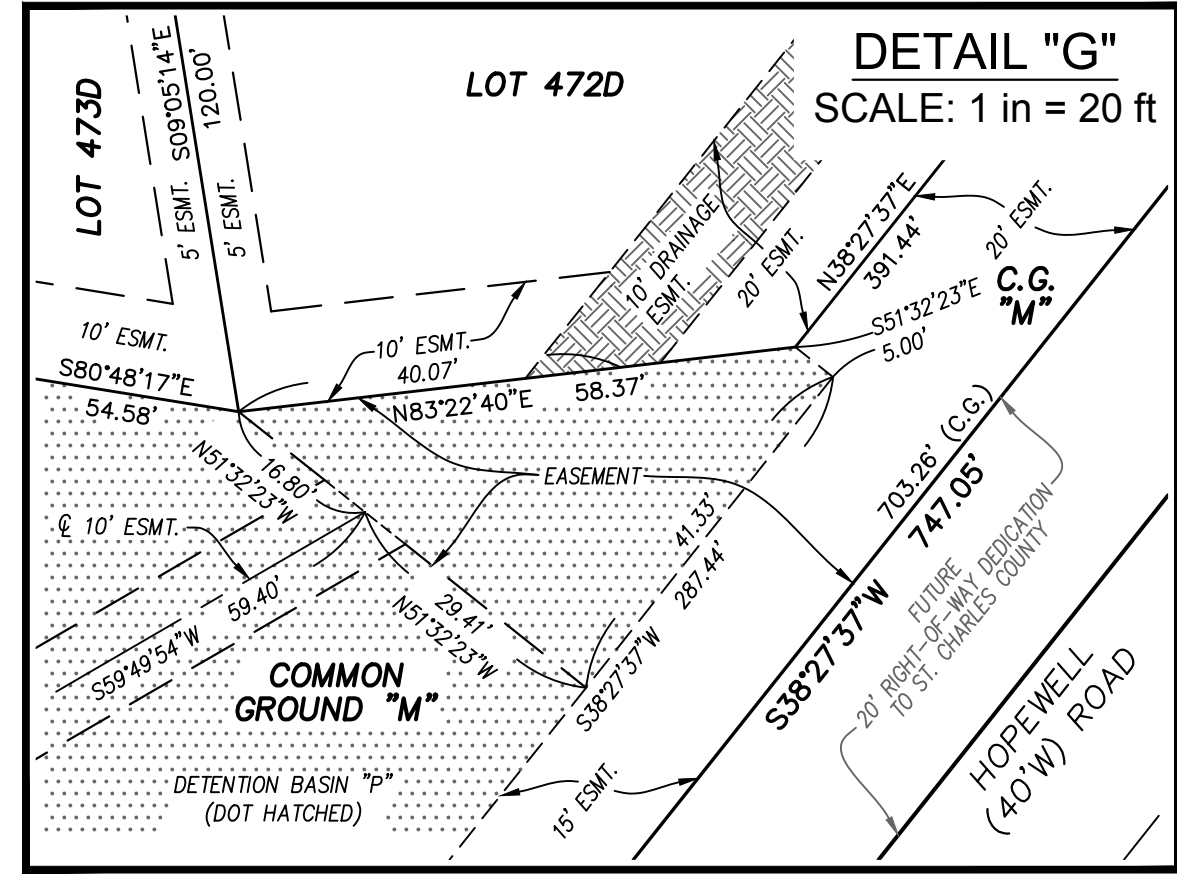 DETAIL "G"
SCALE: 1 in = 20 ft
LOT 473D
S09°05'14"E
120.00'
5' ESMT.
5' ESMT.
LOT 472D
10' DRAINAGE
ESMT.
20' ESMT.
N38°27'37"E
391.44'
20' ESMT.
C.G.
"M"
S51°32'23"E
5.00'
10' ESMT.
S80°48'17"E
54.58'
10' ESMT.
40.07'
N83°22'40"E
58.37'
N51°32'23"W
16.80'
EASEMENT
℄ 10' ESMT.
59.40'
S59°49'54"W
29.41'
N51°32'23"W
41.33'
287.44'
S38°27'37"W
703.26' (C.G.)
747.05'
S38°27'37"W
FUTURE
20' RIGHT-OF-WAY DEDICATION
TO ST. CHARLES COUNTY
COMMON
GROUND "M"
DETENTION BASIN "P"
(DOT HATCHED)
15' ESMT.
HOPEWELL
(40'W) ROAD